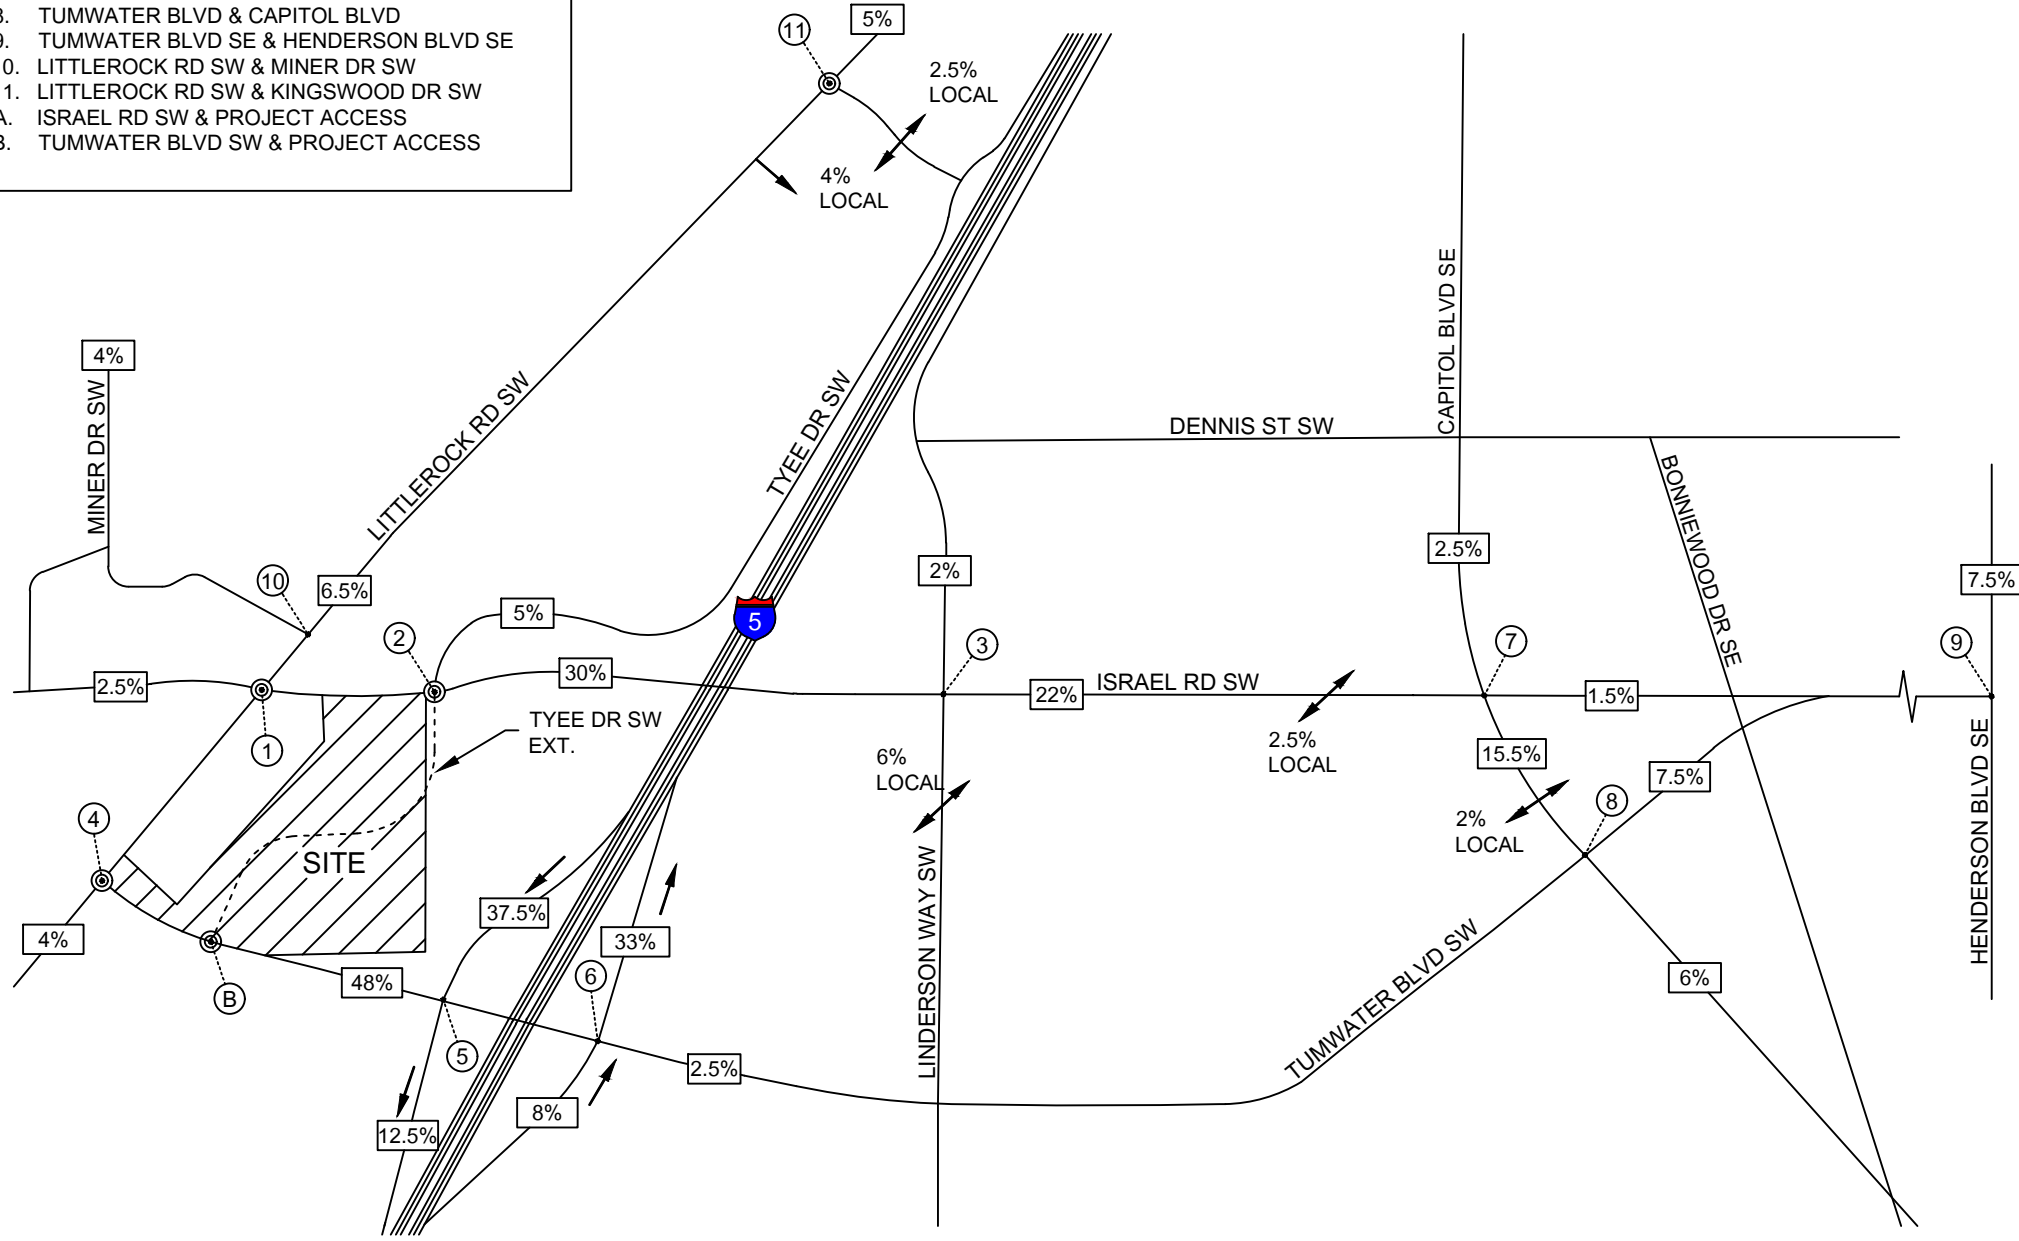 TUMWATER BLVD & CAPITOL BLVD
TUMWATER BLVD SE & HENDERSON BLVD SE
0. LITTLEROCK RD SW & MINER DR SW
1. LITTLEROCK RD SW & KINGSWOOD DR SW
ISRAEL RD SW & PROJECT ACCESS
TUMWATER BLVD SW & PROJECT ACCESS
11
5%
2.5%
LOCAL
4%
LOCAL
4%
MINER DR SW
LITTLEROCK RD SW
TYEE DR SW
CAPITOL BLVD SE
DENNIS ST SW
BONNIEWOOD DR SE
10
6.5%
5%
5
2%
2.5%
7.5%
2
3
7
9
2.5%
30%
22%
ISRAEL RD SW
1.5%
1
TYEE DR SW
EXT.
6%
LOCAL
2.5%
LOCAL
15.5%
7.5%
HENDERSON BLVD SE
4
SITE
2%
LOCAL
8
4%
37.5%
33%
LINDERSON WAY SW
TUMWATER BLVD SW
B
48%
6
6%
5
2.5%
8%
12.5%